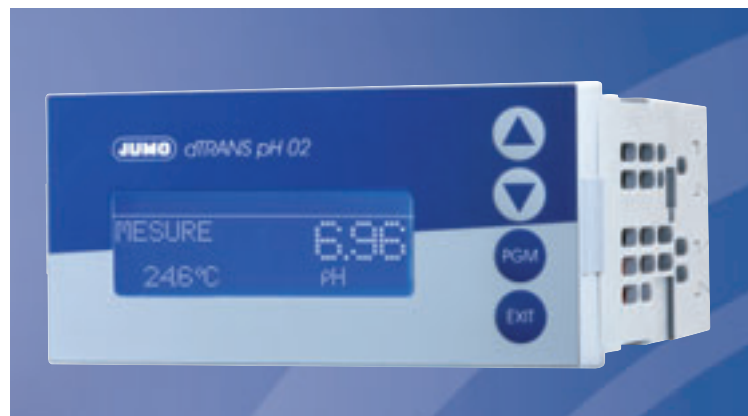 JUMO dTRANS pH 02
MESURE 6.96
24.6°C pH
PGM
EXIT